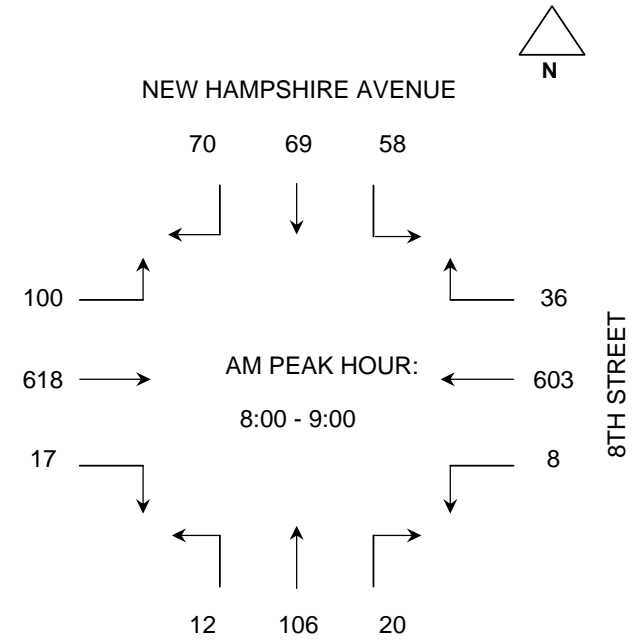 N
NEW HAMPSHIRE AVENUE
70 69 58
100 36
618 AM PEAK HOUR: 603
8:00 - 9:00
17 8
8TH STREET
12 106 20